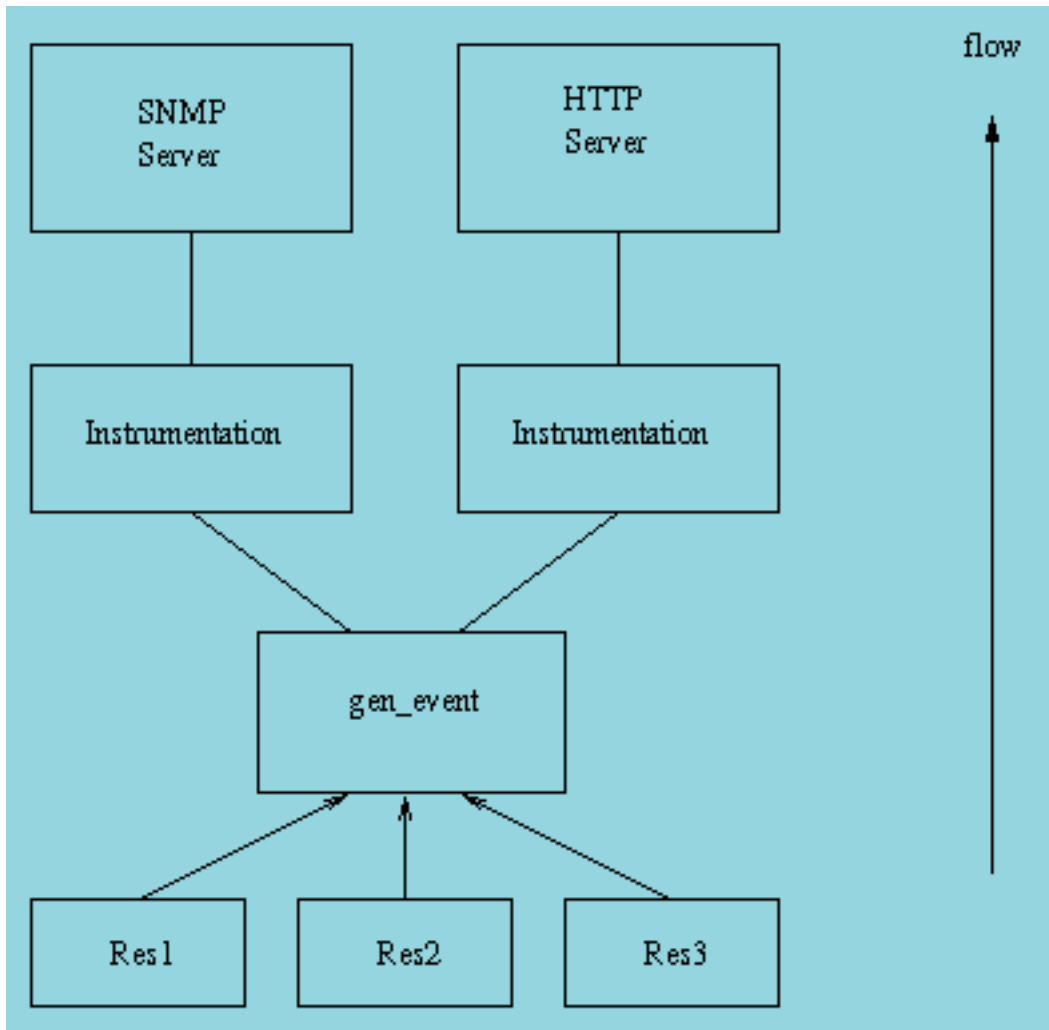 SNMP
Server
HTTP
Server
flow
Instrumentation
Instrumentation
gen_event
Res1
Res2
Res3